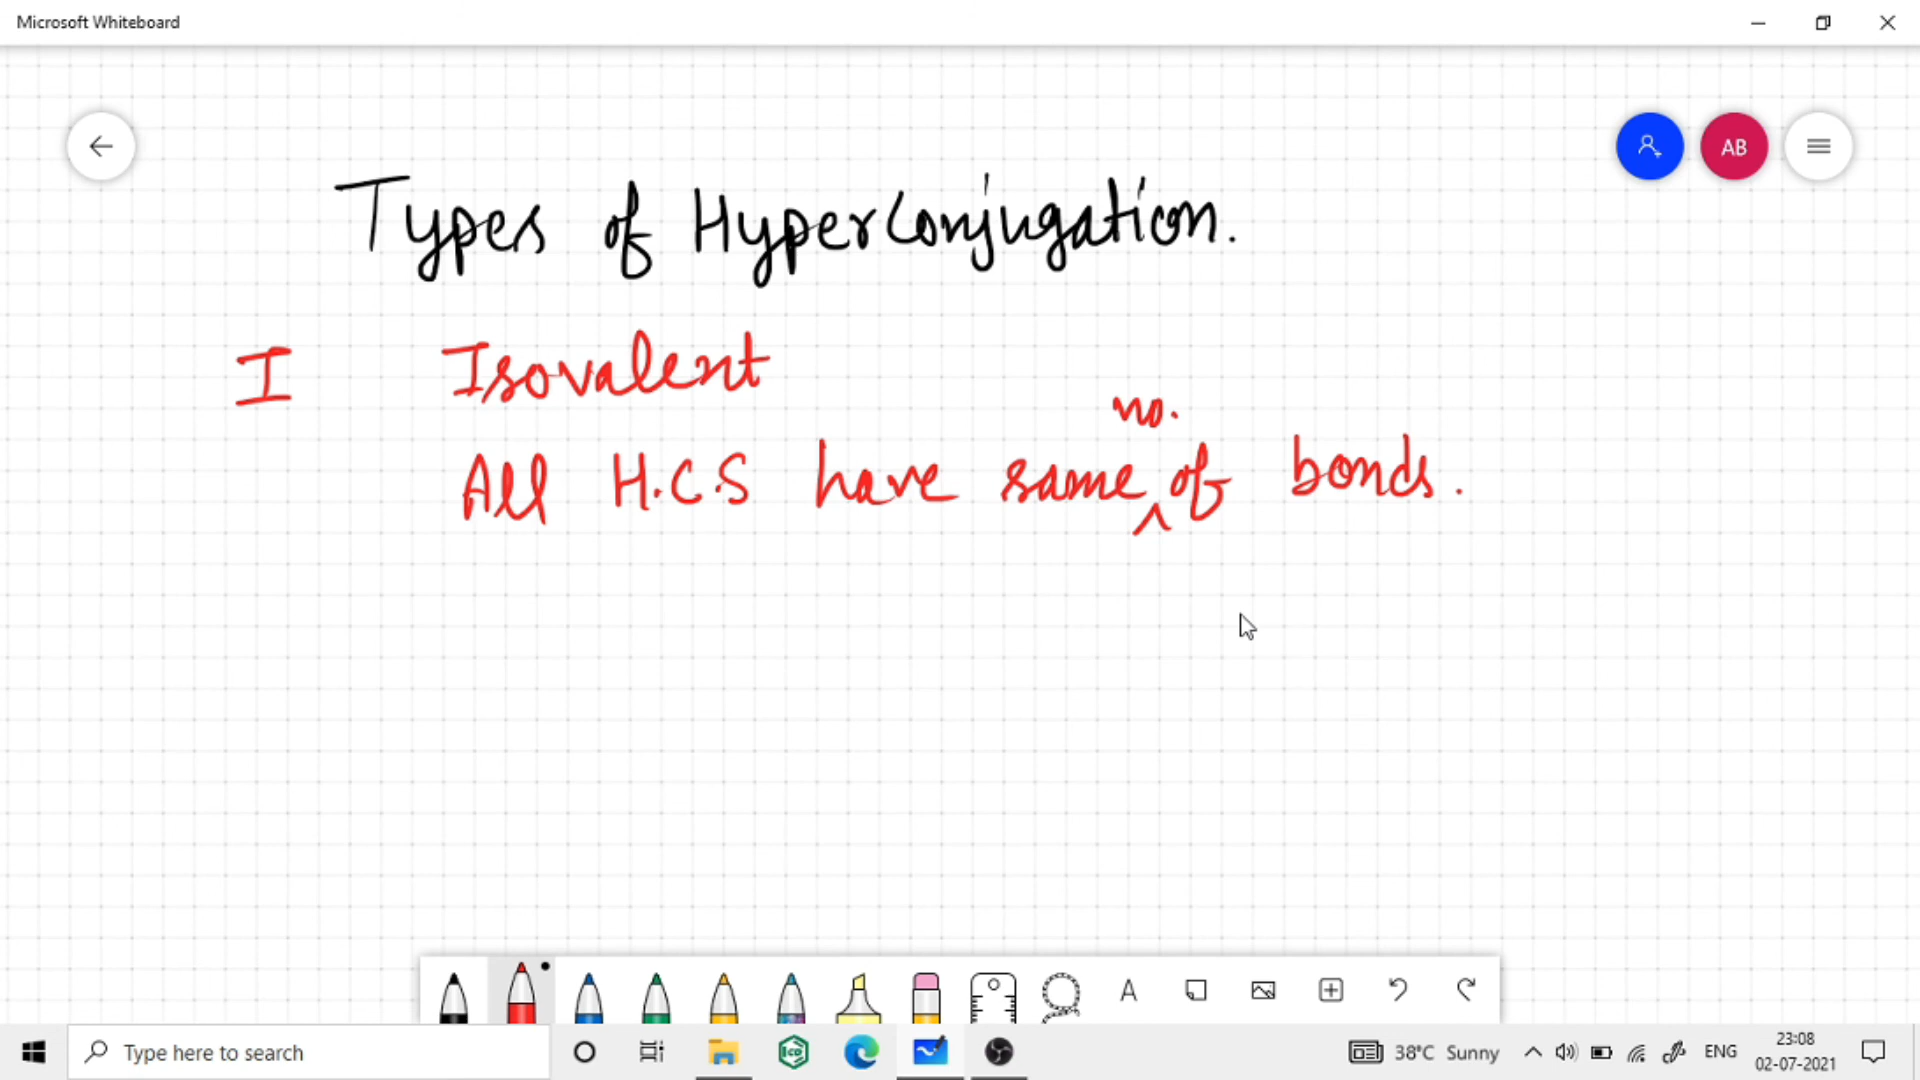 Microsoft Whiteboard
AB
Types of HyperConjugation.
I Isovalent
no.
All H.C.S have same ^ of bonds.
A
Type here to search
38°C Sunny
ENG
23:08
02-07-2021